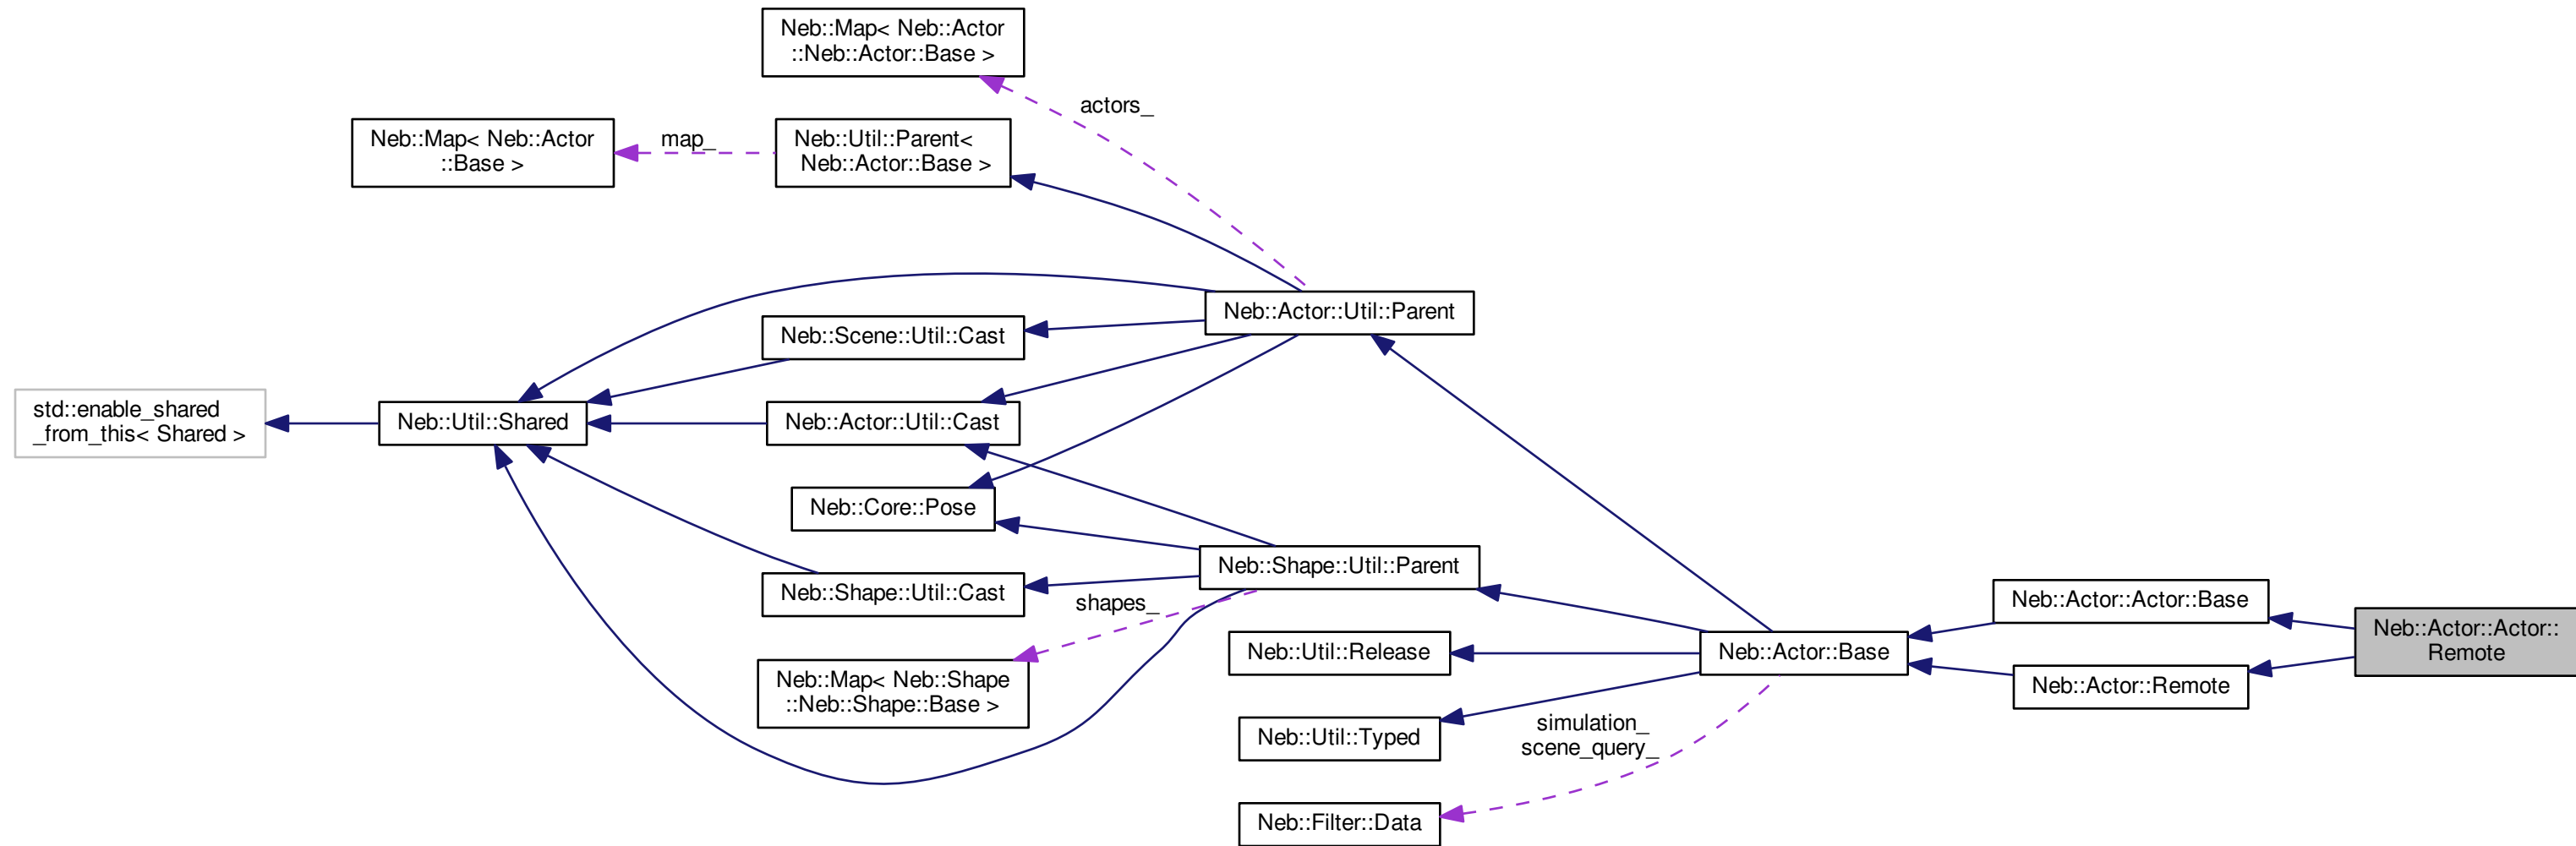 Neb::Map< Neb::Actor
::Neb::Actor::Base >
actors_
Neb::Map< Neb::Actor
::Base >
map_
Neb::Util::Parent<
Neb::Actor::Base >
Neb::Actor::Util::Parent
Neb::Scene::Util::Cast
std::enable_shared
_from_this< Shared >
Neb::Util::Shared
Neb::Actor::Util::Cast
Neb::Core::Pose
Neb::Shape::Util::Parent
Neb::Shape::Util::Cast
shapes_
Neb::Actor::Actor::Base
Neb::Actor::Actor::
Remote
Neb::Util::Release
Neb::Actor::Base
Neb::Actor::Remote
Neb::Map< Neb::Shape
::Neb::Shape::Base >
Neb::Util::Typed
simulation_
scene_query_
Neb::Filter::Data